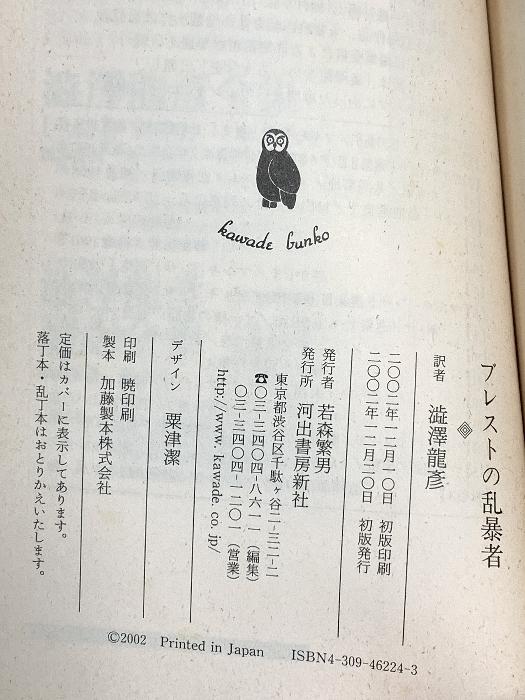 kawade bunko
ブレストの乱暴者
訳者 澁澤龍彦
二〇〇二年一二月一〇日 初版印刷
二〇〇二年一二月二〇日 初版発行
発行者 若森繁男
発行所 河出書房新社
東京都渋谷区千駄ヶ谷二-三二-二
☎〇三-三四〇四-八六一一（編集）
〇三-三四〇四-一二〇一（営業）
http://www.kawade.co.jp/
デザイン 粟津潔
印刷 暁印刷
製本 加藤製本株式会社
定価はカバーに表示してあります。
落丁本・乱丁本はおとりかえいたします。
©2002 Printed in Japan ISBN4-309-46224-3